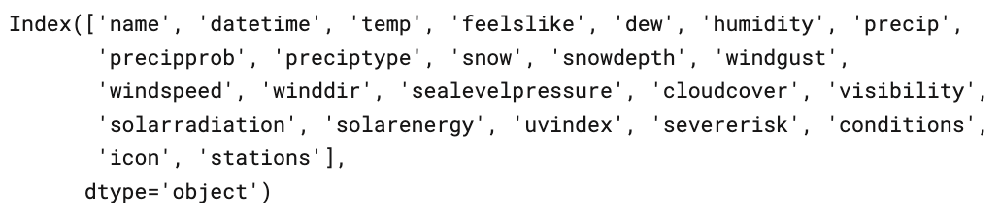 Index(['name', 'datetime', 'temp', 'feelslike', 'dew', 'humidity', 'precip',
'precipprob', 'preciptype', 'snow', 'snowdepth', 'windgust',
'windspeed', 'winddir', 'sealevelpressure', 'cloudcover', 'visibility',
'solarradiation', 'solarenergy', 'uvindex', 'severerisk', 'conditions',
'icon', 'stations'],
dtype='object')